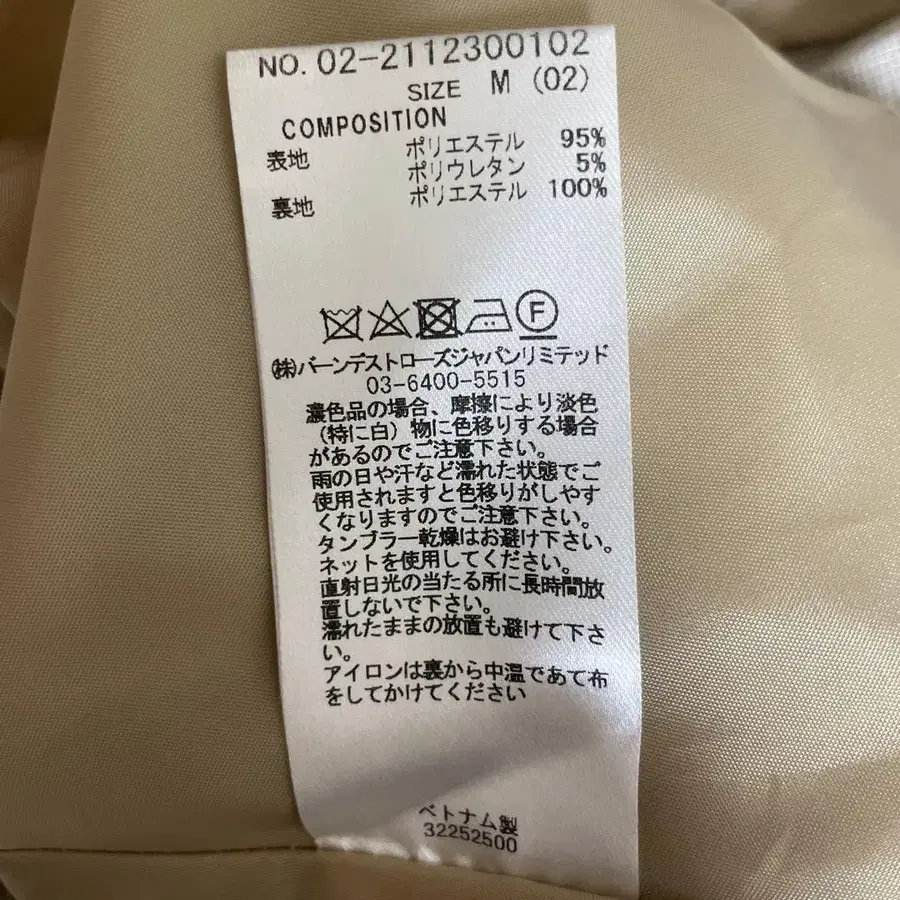 NO. 02-2112300102
SIZE M (02)
COMPOSITION
表地 ポリエステル 95%
ポリウレタン 5%
裏地 ポリエステル 100%
F
㈱バーンデストローズジャパンリミテッド
03-6400-5515
濃色品の場合、摩擦により淡色
(特に白)物に色移りする場合
があるのでご注意下さい。
雨の日や汗など濡れた状態でご
使用されますと色移りがしやす
くなりますのでご注意下さい。
タンブラー乾燥はお避け下さい。
ネットを使用してください。
直射日光の当たる所に長時間放
置しないで下さい。
濡れたままの放置も避けて下さ
い。
アイロンは裏から中温であて布
をしてかけてください
ベトナム製
32252500